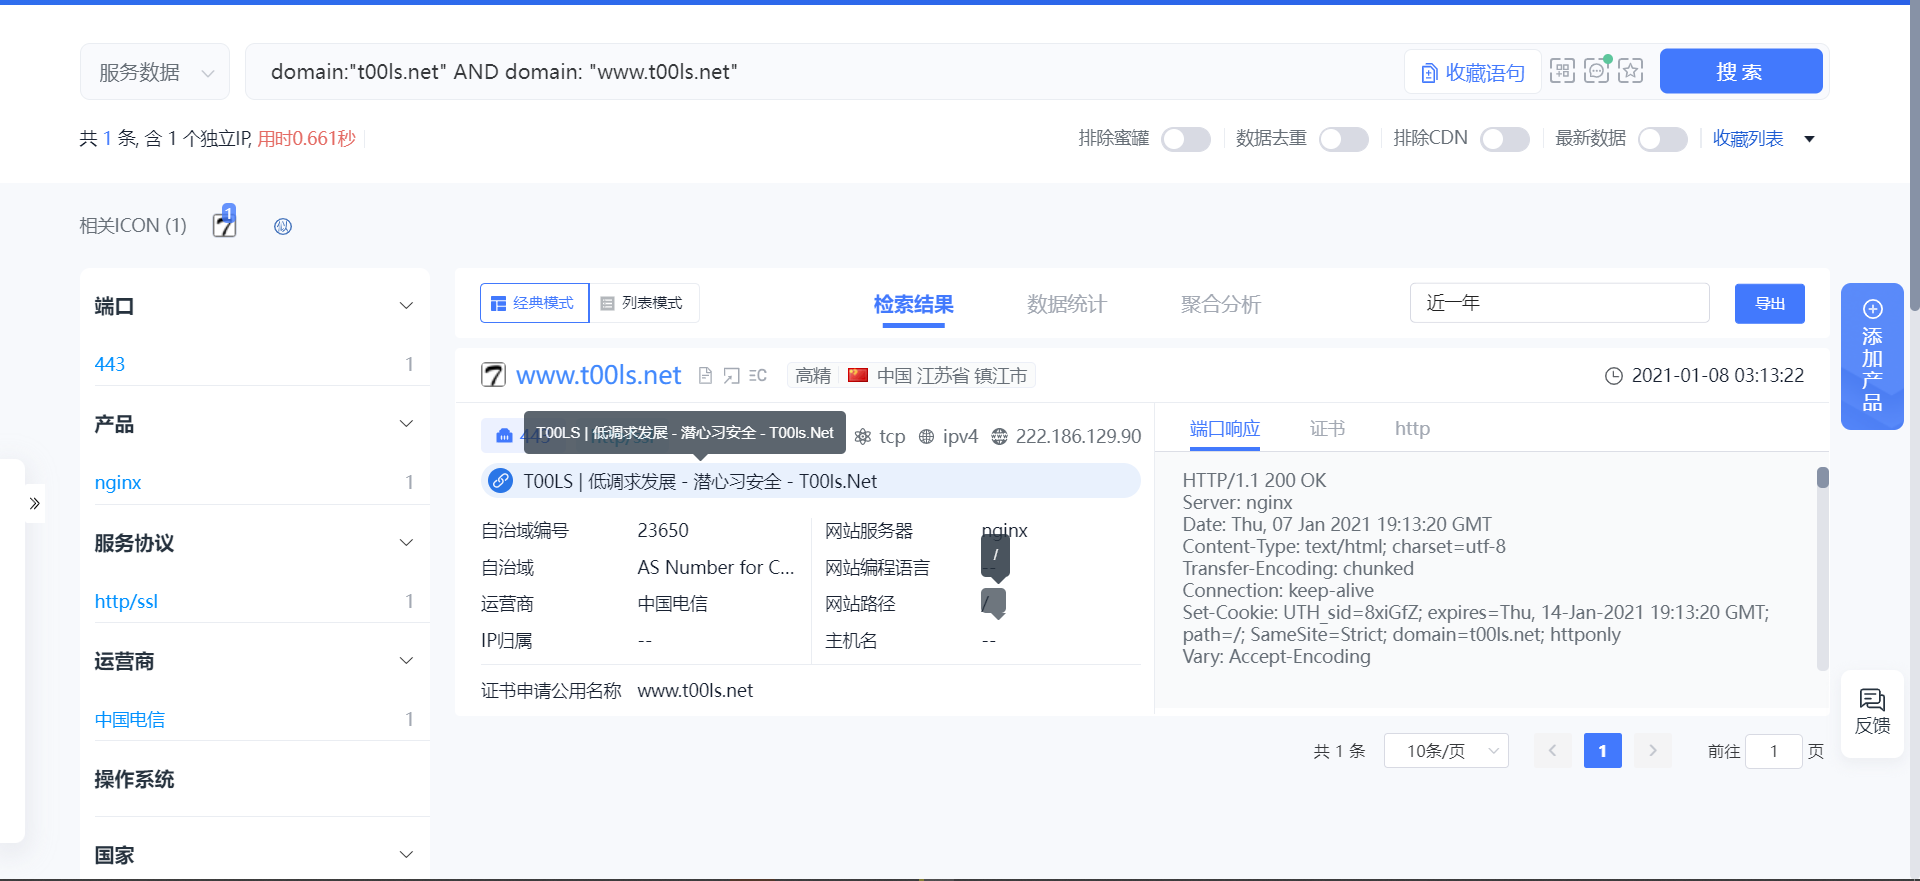 服务数据
domain:"t00ls.net" AND domain: "www.t00ls.net"
收藏语句
搜索
共 1 条, 含 1 个独立IP, 用时0.661秒
排除蜜罐
数据去重
排除CDN
最新数据
收藏列表
相关ICON (1)
7
1
似
端口
443 1
产品
nginx 1
服务协议
http/ssl 1
运营商
中国电信 1
操作系统
国家
经典模式
列表模式
检索结果
数据统计
聚合分析
近一年
导出
7
www.t00ls.net
C
高精
中国 江苏省 镇江市
2021-01-08 03:13:22
T00LS | 低调求发展 - 潜心习安全 - T00ls.Net
tcp
ipv4
222.186.129.90
T00LS | 低调求发展 - 潜心习安全 - T00ls.Net
自治域编号 23650
自治域 AS Number for C...
运营商 中国电信
IP归属 --
网站服务器 nginx
/
网站编程语言 --
网站路径 /
主机名 --
证书申请公用名称 www.t00ls.net
端口响应
证书
http
HTTP/1.1 200 OK
Server: nginx
Date: Thu, 07 Jan 2021 19:13:20 GMT
Content-Type: text/html; charset=utf-8
Transfer-Encoding: chunked
Connection: keep-alive
Set-Cookie: UTH_sid=8xiGfZ; expires=Thu, 14-Jan-2021 19:13:20 GMT;
path=/; SameSite=Strict; domain=t00ls.net; httponly
Vary: Accept-Encoding
共 1 条
10条/页
1
前往 1 页
添加产品
反馈